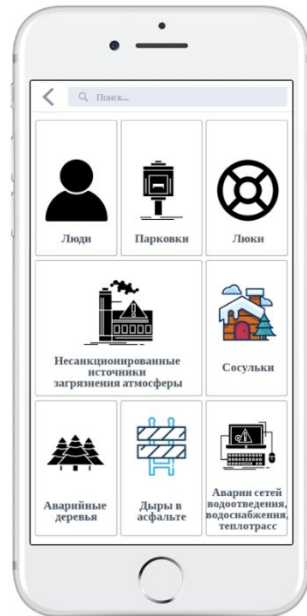 Поиск...
Люди
Парковки
Люки
Несанкционированные
источники
загрязнения атмосферы
Сосульки
Аварийные
деревья
Дыры в
асфальте
Аварии сетей
водоотведения,
водоснабжения,
теплотрасс